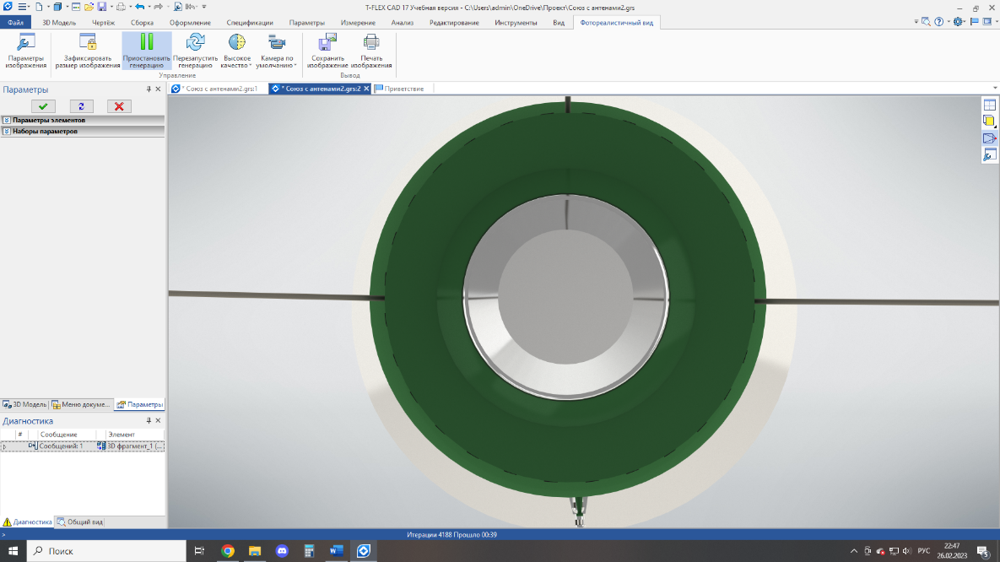 T-FLEX CAD 17 Учебная версия - C:\Users\admin\OneDrive\Проект\Союз с антенами2.grs
Файл 3D Модель Чертёж Сборка Оформление Спецификации Параметры Измерение Анализ Редактирование Инструменты Вид Фотореалистичный вид
Параметры изображения
Зафиксировать размер изображения
Приостановить генерацию
Перезапустить генерацию
Высокое качество
Камера по умолчанию
Сохранить изображение
Печать изображения
Управление
Вывод
Параметры
* Союз с антенами2.grs:1
* Союз с антенами2.grs:2
Приветствие
Параметры элементов
Наборы параметров
3D Модель
Меню докуме...
Параметры
Диагностика
# Сообщение Элемент
Сообщений: 1 3D фрагмент_1 (...
Диагностика
Общий вид
> Итерации 4188 Прошло 00:39
Поиск
РУС
22:47
26.02.2023
5